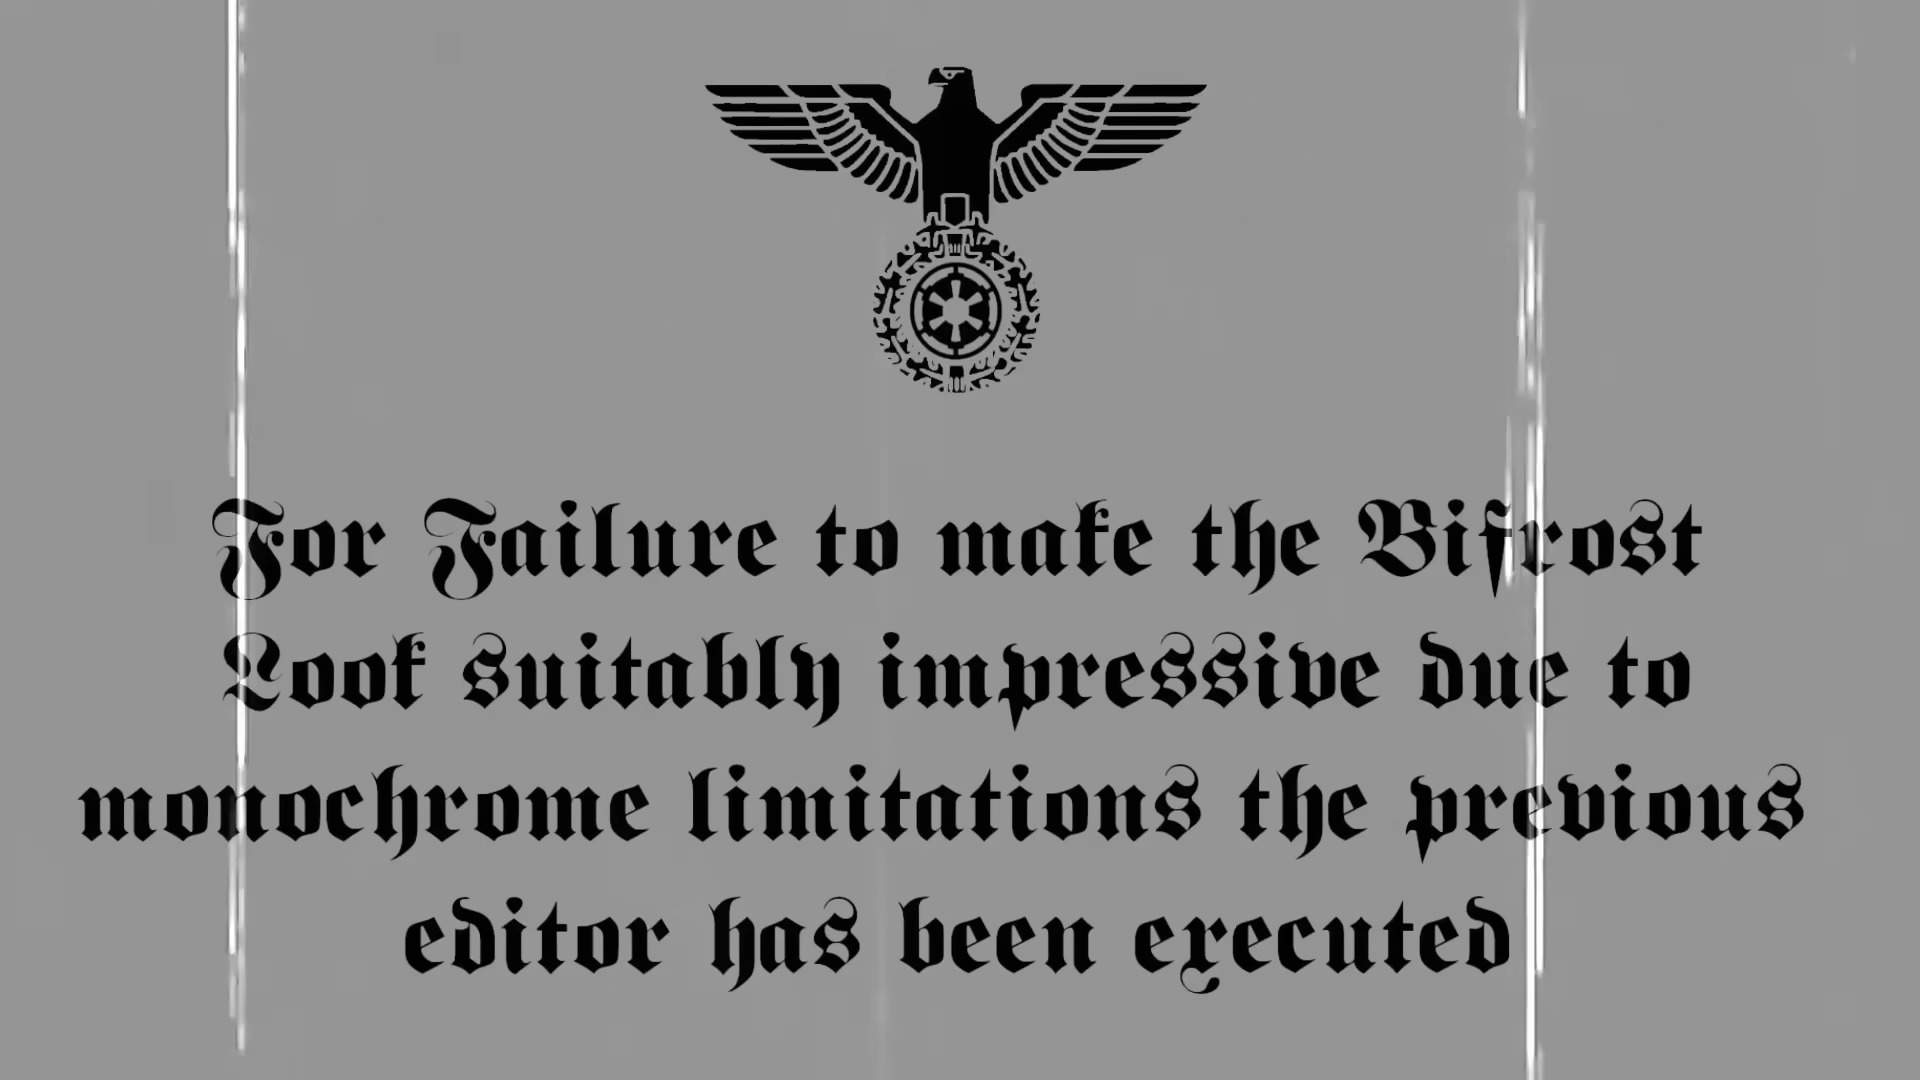 For Failure to make the Bifrost
Look suitably impressive due to
monochrome limitations the previous
editor has been executed